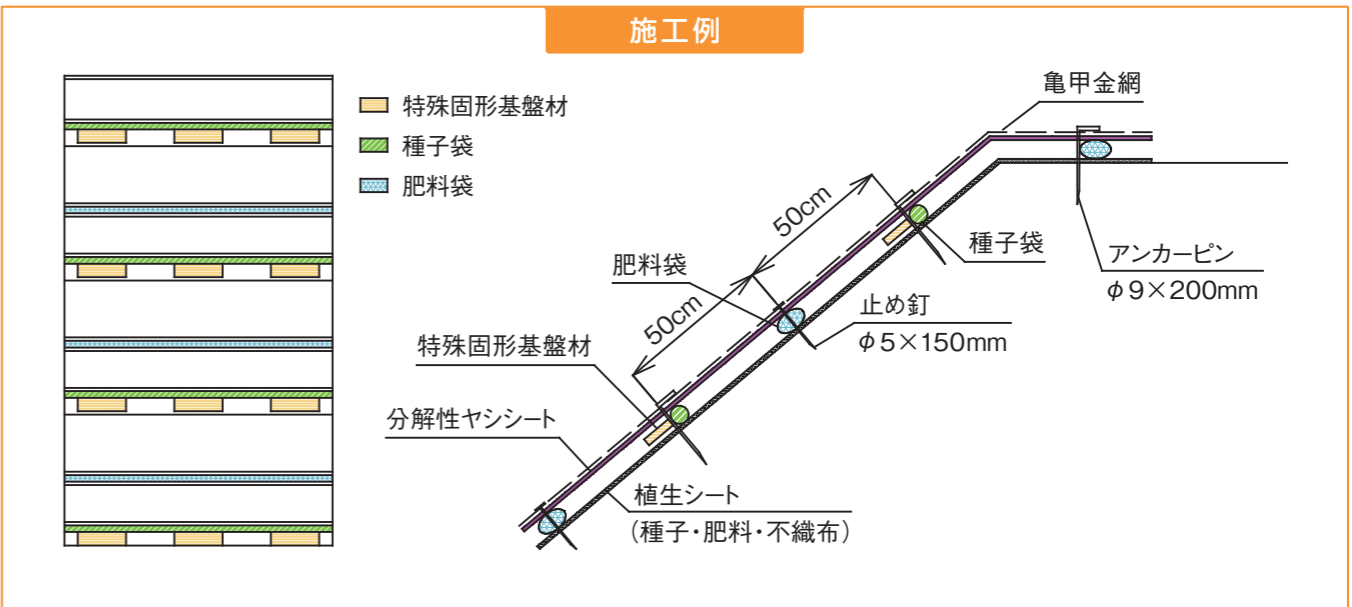 施工例
特殊固形基盤材
種子袋
肥料袋
亀甲金網
50cm
種子袋
アンカーピン
φ9×200mm
肥料袋
50cm
止め釘
φ5×150mm
特殊固形基盤材
分解性ヤシシート
植生シート
(種子・肥料・不織布)